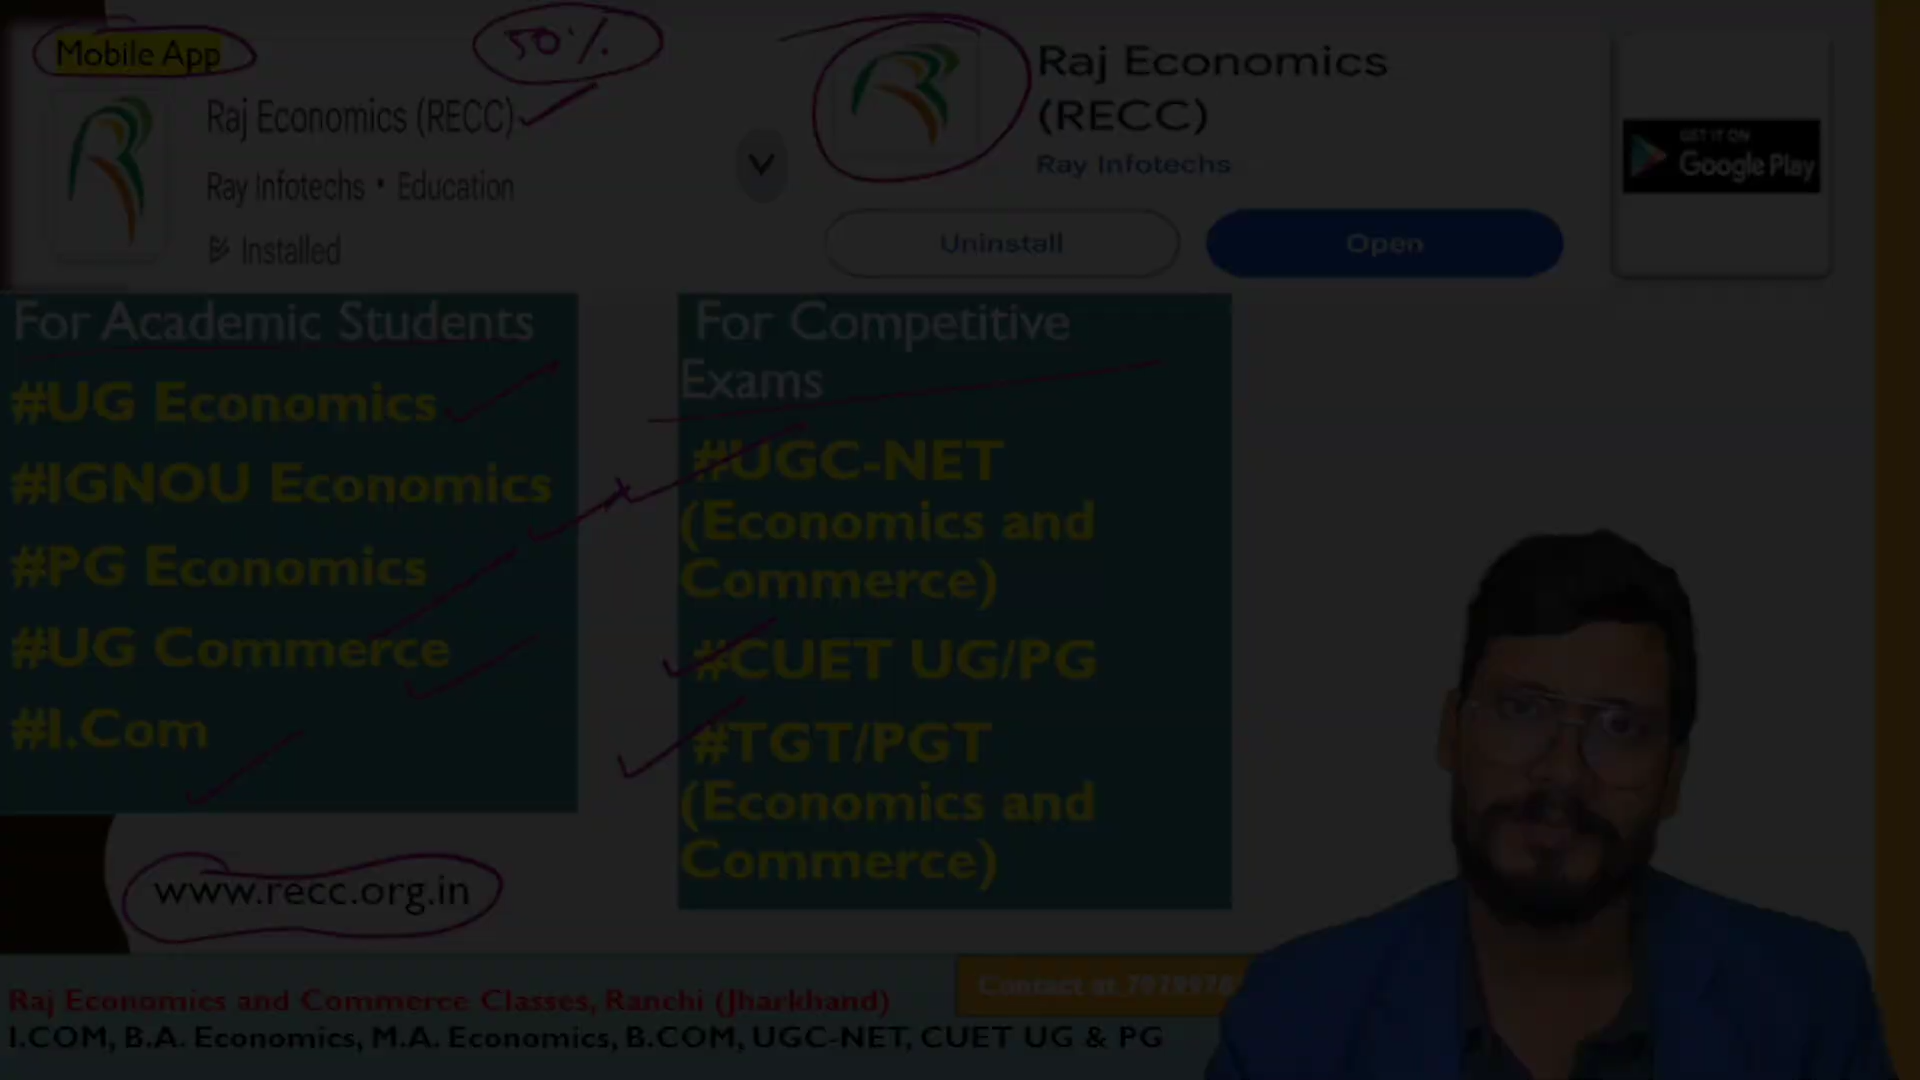 Mobile App
50%
Raj Economics (RECC)
Ray Infotechs • Education
Installed
Raj Economics
(RECC)
Ray Infotechs
Uninstall
Open
GET IT ON
Google Play
For Academic Students
#UG Economics
#IGNOU Economics
#PG Economics
#UG Commerce
#I.Com
For Competitive
Exams
#UGC-NET
(Economics and
Commerce)
#CUET UG/PG
#TGT/PGT
(Economics and
Commerce)
www.recc.org.in
Contact at
Raj Economics and Commerce Classes, Ranchi (Jharkhand)
I.COM, B.A. Economics, M.A. Economics, B.COM, UGC-NET, CUET UG & PG